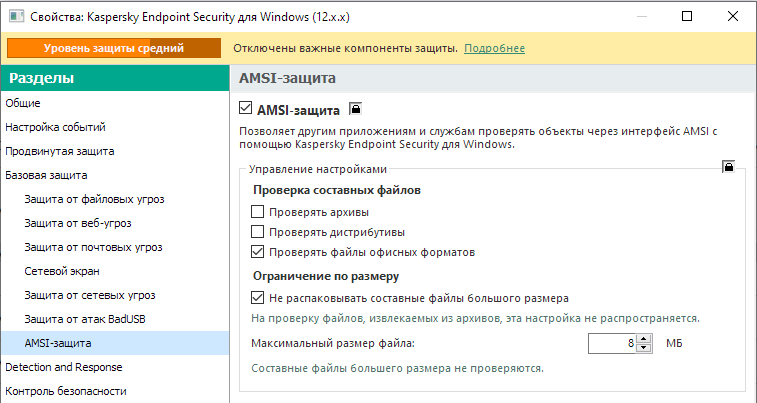 Свойства: Kaspersky Endpoint Security для Windows (12.x.x)
Уровень защиты средний
Отключены важные компоненты защиты. Подробнее
Разделы
Общие
Настройка событий
Продвинутая защита
Базовая защита
Защита от файловых угроз
Защита от веб-угроз
Защита от почтовых угроз
Сетевой экран
Защита от сетевых угроз
Защита от атак BadUSB
AMSI-защита
Detection and Response
Контроль безопасности
AMSI-защита
AMSI-защита
Позволяет другим приложениям и службам проверять объекты через интерфейс AMSI с
помощью Kaspersky Endpoint Security для Windows.
Управление настройками
Проверка составных файлов
Проверять архивы
Проверять дистрибутивы
Проверять файлы офисных форматов
Ограничение по размеру
Не распаковывать составные файлы большого размера
На проверку файлов, извлекаемых из архивов, эта настройка не распространяется.
Максимальный размер файла: 8 МБ
Составные файлы большего размера не проверяются.